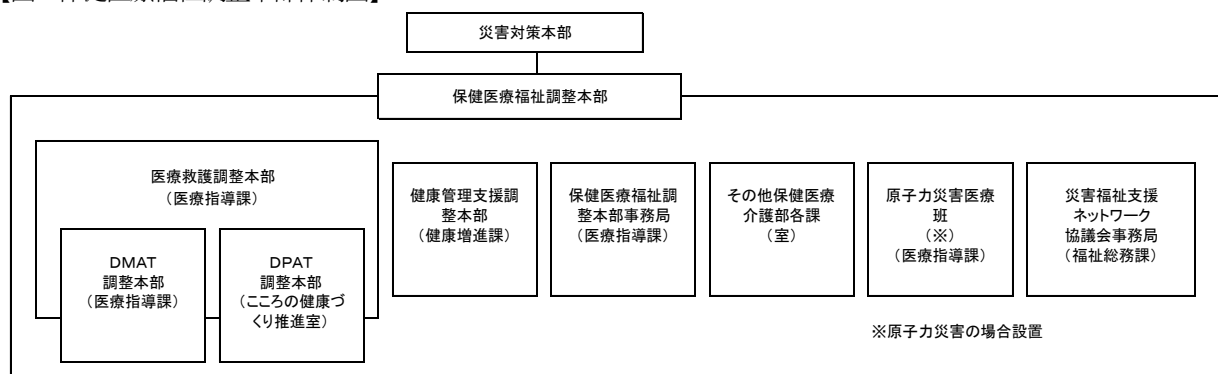 災害対策本部
保健医療福祉調整本部
医療救護調整本部
（医療指導課）
DMAT
調整本部
（医療指導課）
DPAT
調整本部
（こころの健康づ
くり推進室）
健康管理支援調
整本部
（健康増進課）
保健医療福祉調
整本部事務局
（医療指導課）
その他保健医療
介護部各課
（室）
原子力災害医療
班
（※）
（医療指導課）
災害福祉支援
ネットワーク
協議会事務局
（福祉総務課）
※原子力災害の場合設置